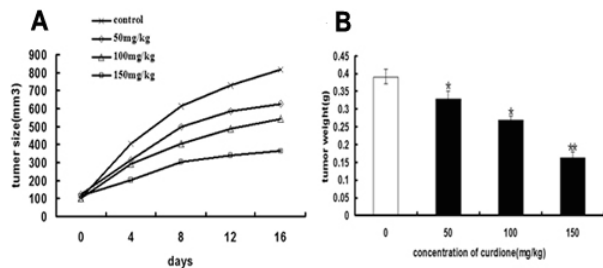 A
control
50mg/kg
100mg/kg
150mg/kg
tumer size(mm3)
900
800
700
600
500
400
300
200
100
0
0 4 8 12 16
days
B
tumor weight(g)
0.45
0.4
0.35
0.3
0.25
0.2
0.15
0.1
0.05
0
*
*
**
0 50 100 150
concentration of curdione(mg/kg)